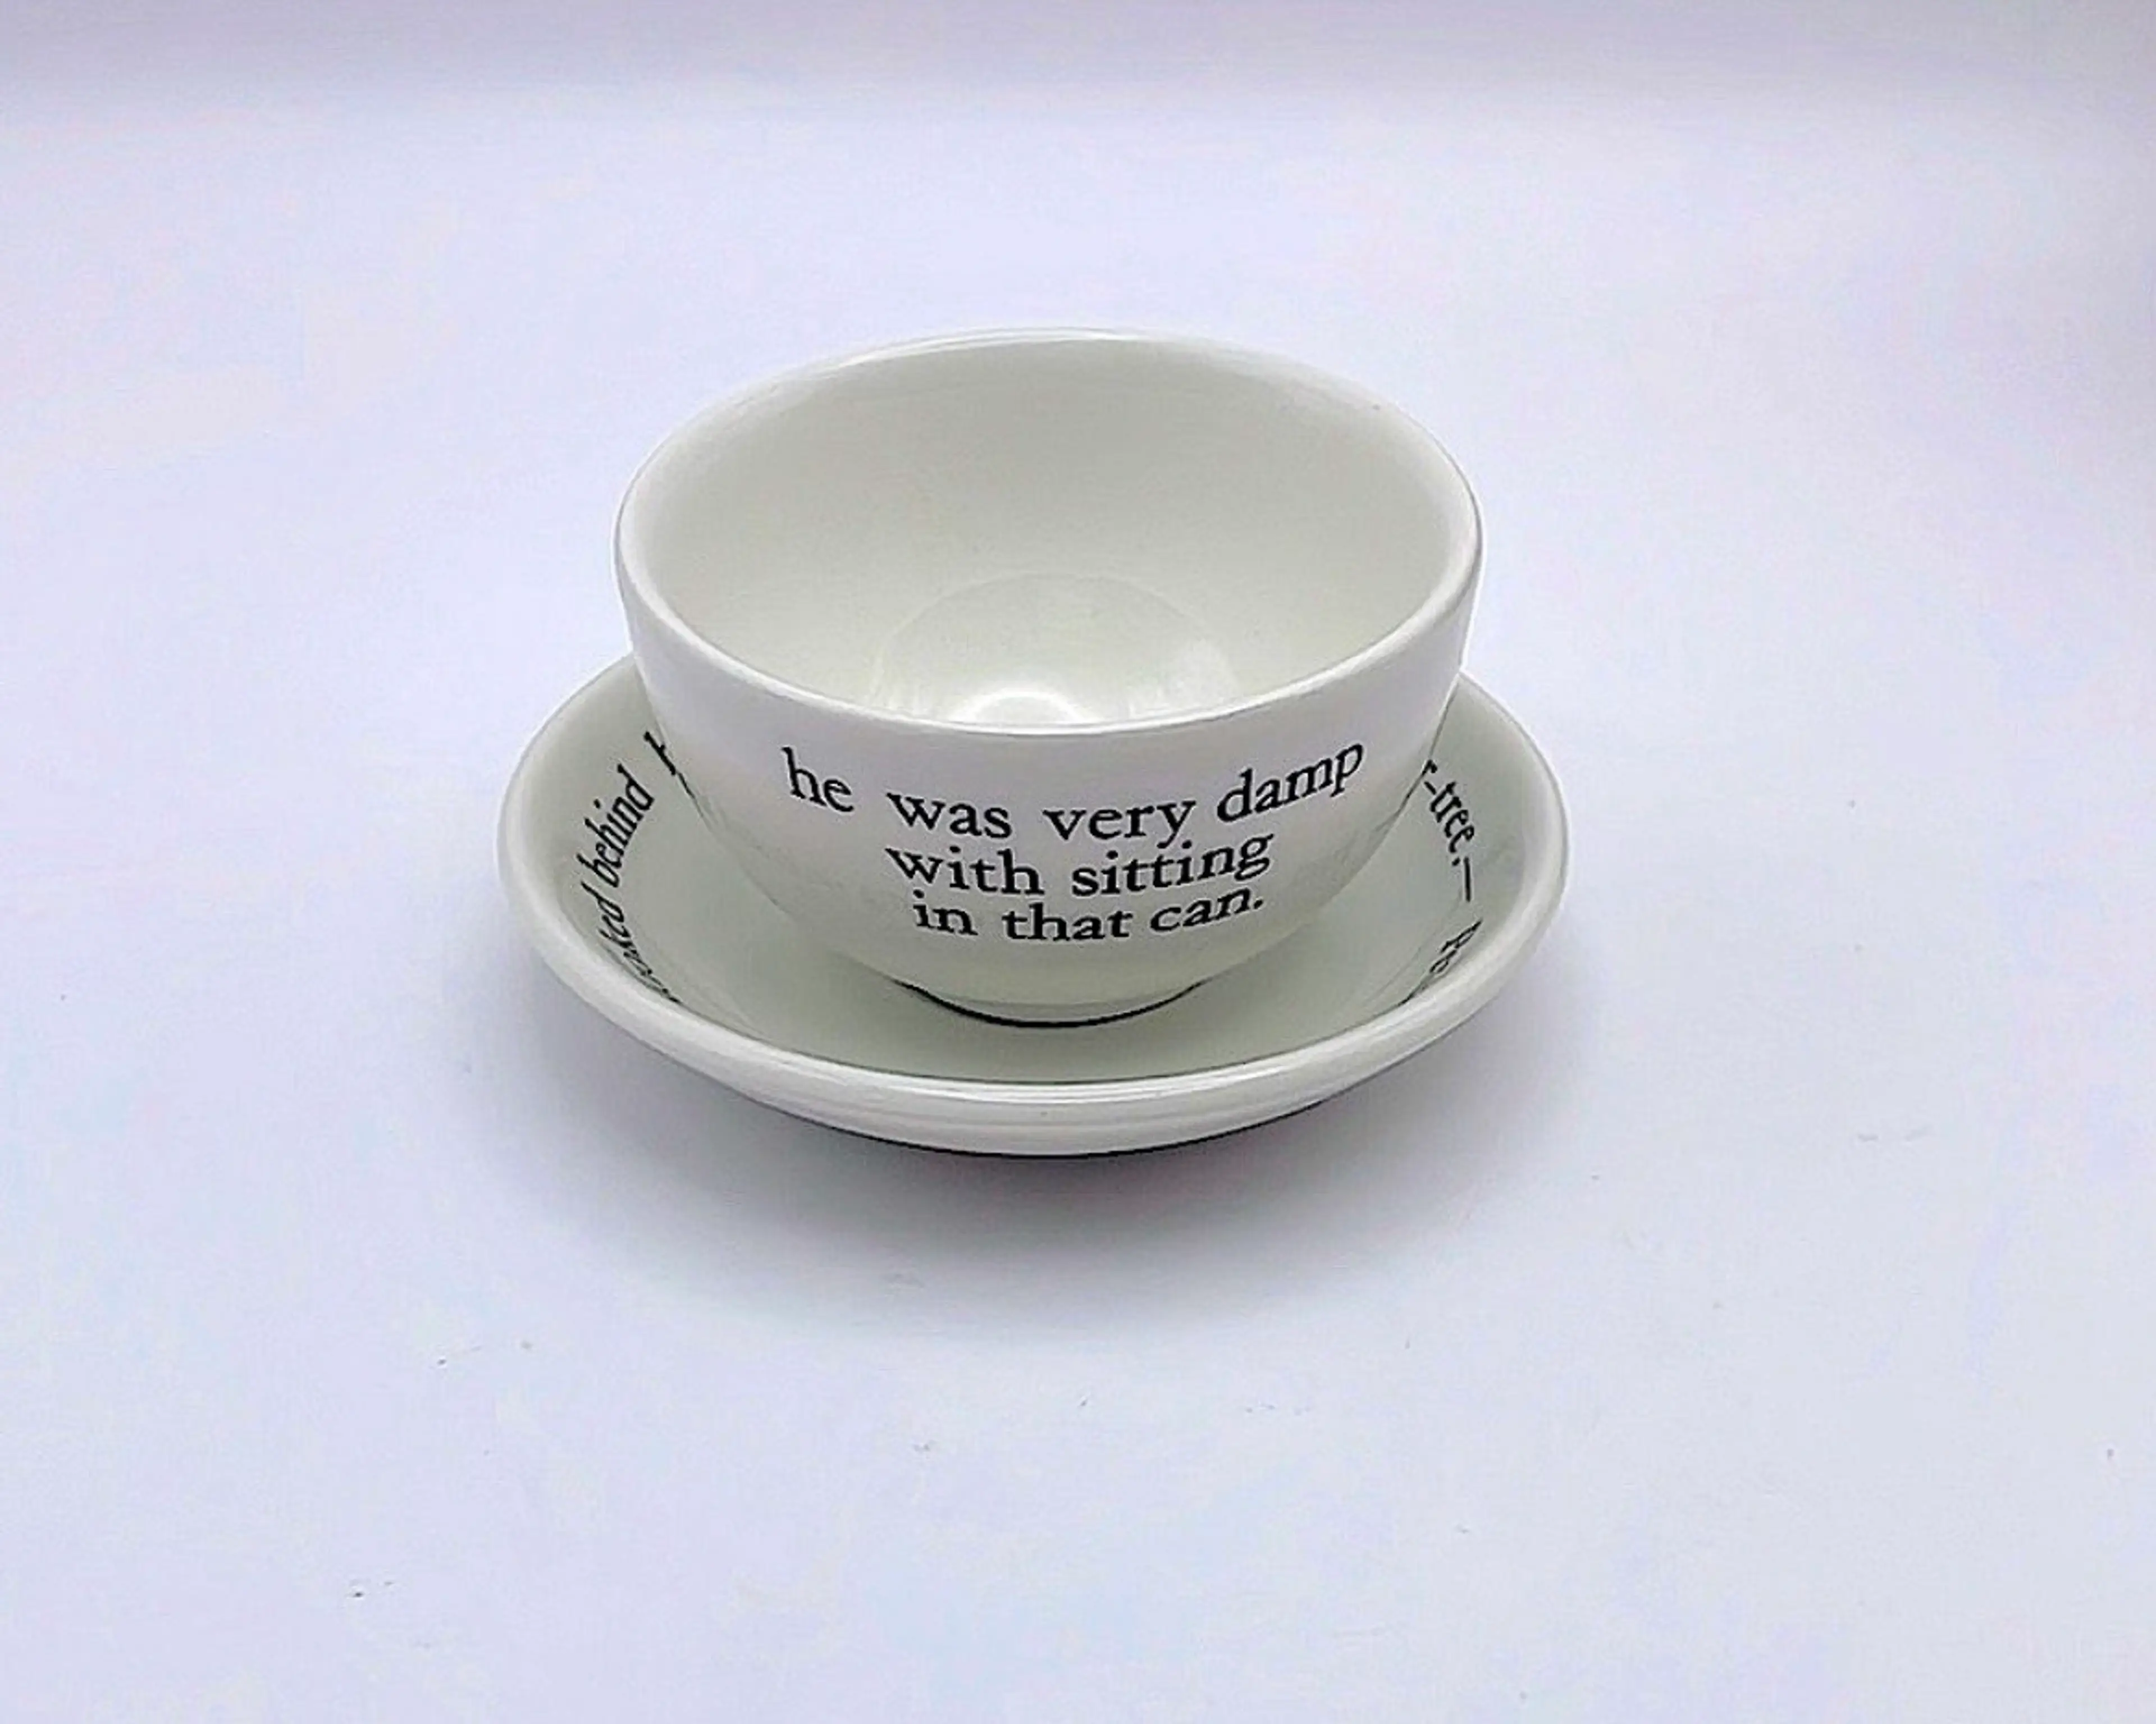 he was very damp
with sitting
in that can.
behind
-tree.—